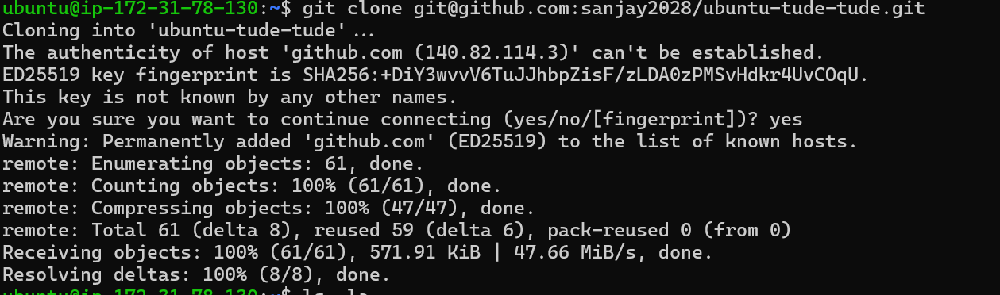 ubuntu@ip-172-31-78-130:~$ git clone git@github.com:sanjay2028/ubuntu-tude-tude.git
Cloning into 'ubuntu-tude-tude'...
The authenticity of host 'github.com (140.82.114.3)' can't be established.
ED25519 key fingerprint is SHA256:+DiY3wvvV6TuJJhbpZisF/zLDA0zPMSvHdkr4UvCOqU.
This key is not known by any other names.
Are you sure you want to continue connecting (yes/no/[fingerprint])? yes
Warning: Permanently added 'github.com' (ED25519) to the list of known hosts.
remote: Enumerating objects: 61, done.
remote: Counting objects: 100% (61/61), done.
remote: Compressing objects: 100% (47/47), done.
remote: Total 61 (delta 8), reused 59 (delta 6), pack-reused 0 (from 0)
Receiving objects: 100% (61/61), 571.91 KiB | 47.66 MiB/s, done.
Resolving deltas: 100% (8/8), done.
ubuntu@ip-172-31-78-130:~$